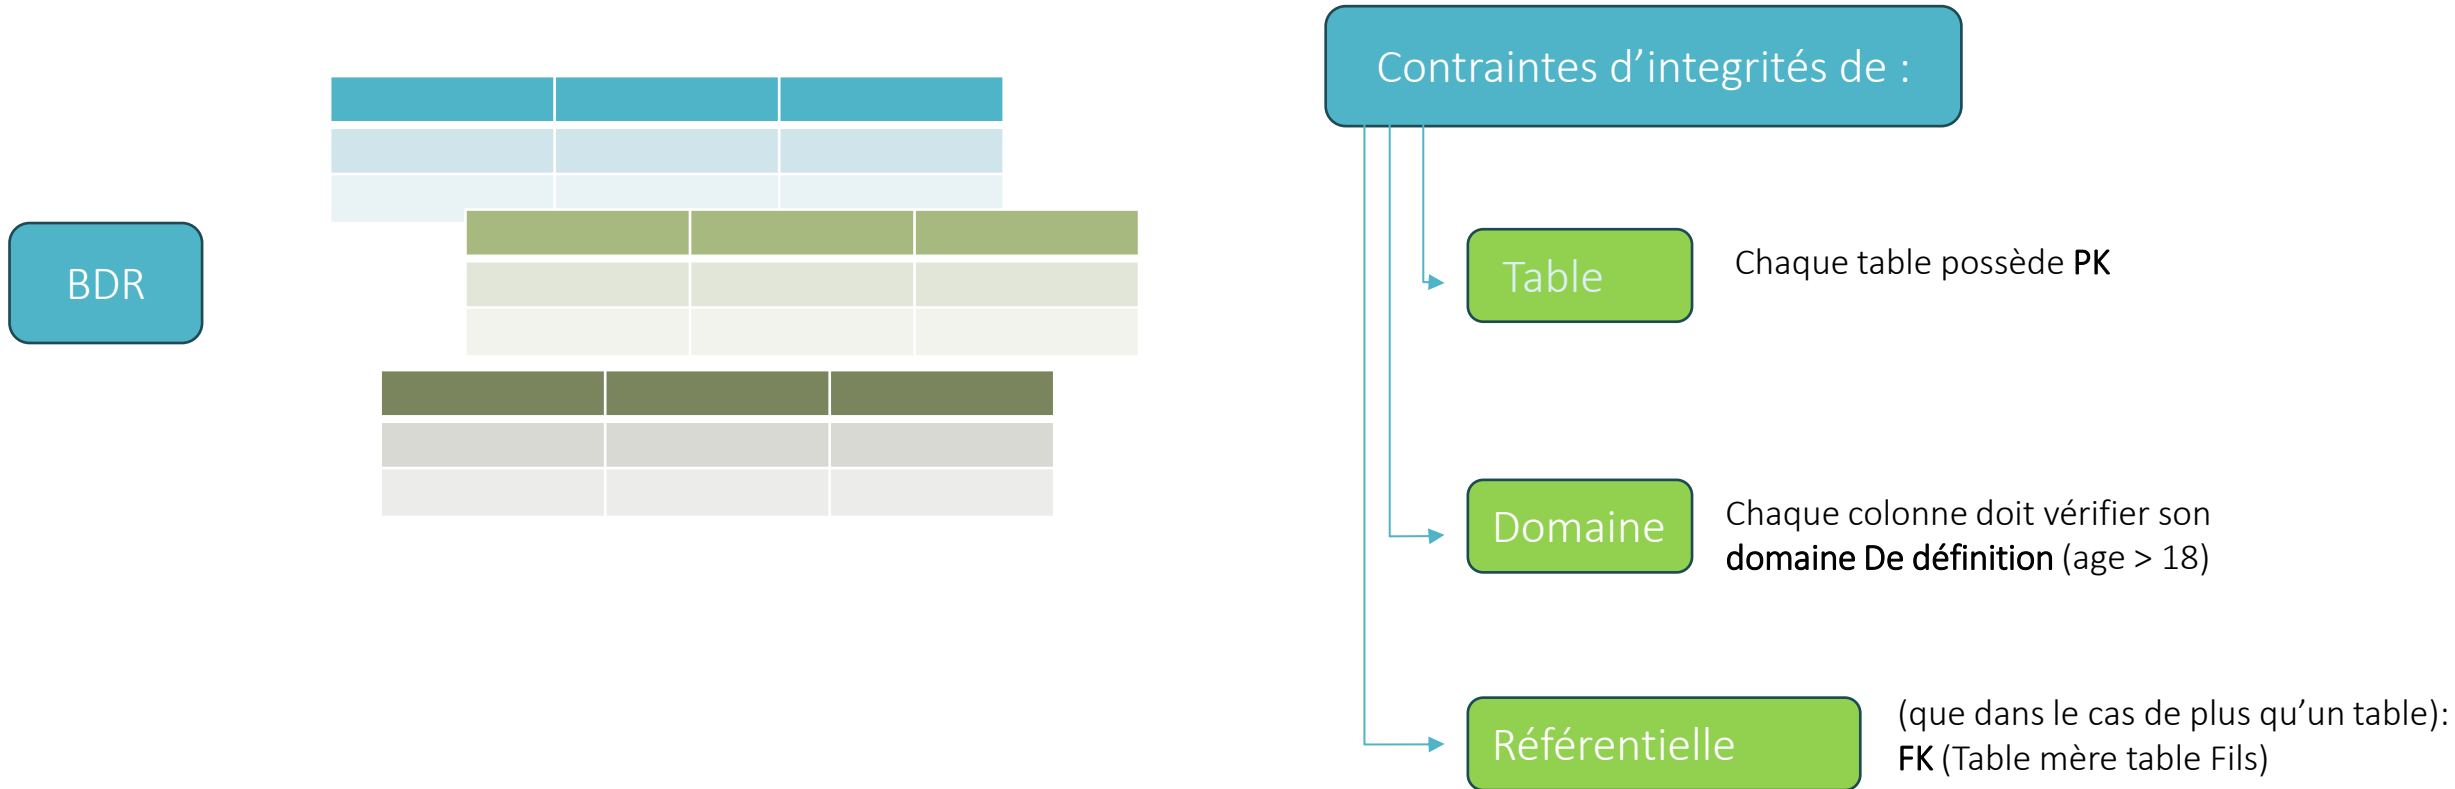 BDR
Contraintes d’integrités de :
Table
Chaque table possède PK
Domaine
Chaque colonne doit vérifier son
domaine De définition (age > 18)
Référentielle
(que dans le cas de plus qu’un table):
FK (Table mère table Fils)